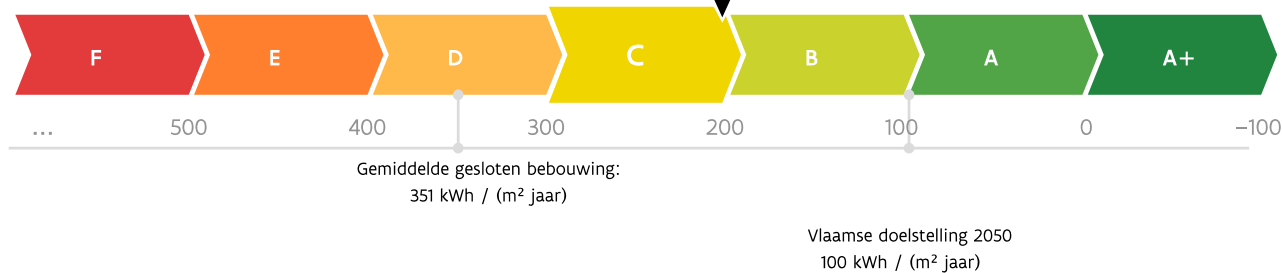 F E D C B A A+
... 500 400 300 200 100 0 –100
Gemiddelde gesloten bebouwing:
351 kWh / (m² jaar)
Vlaamse doelstelling 2050
100 kWh / (m² jaar)